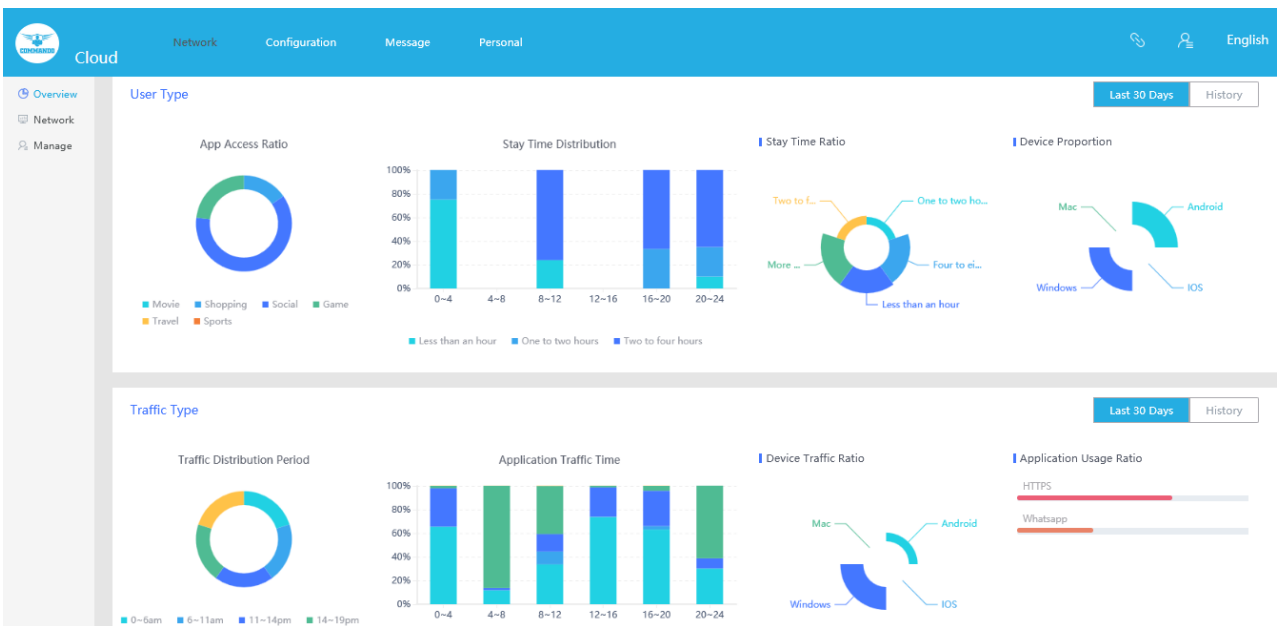 COMMANDO
Cloud
Network Configuration Message Personal English
Overview
Network
Manage
User Type
Last 30 Days History
App Access Ratio
Movie Shopping Social Game
Travel Sports
Stay Time Distribution
100%
80%
60%
40%
20%
0%
0~4 4~8 8~12 12~16 16~20 20~24
Less than an hour One to two hours Two to four hours
Stay Time Ratio
Two to f... One to two ho...
More ... Four to ei...
Less than an hour
Device Proportion
Mac Android
Windows IOS
Traffic Type
Last 30 Days History
Traffic Distribution Period
0~6am 6~11am 11~14pm 14~19pm
Application Traffic Time
100%
80%
60%
40%
20%
0%
0~4 4~8 8~12 12~16 16~20 20~24
Device Traffic Ratio
Mac Android
Windows IOS
Application Usage Ratio
HTTPS
Whatsapp